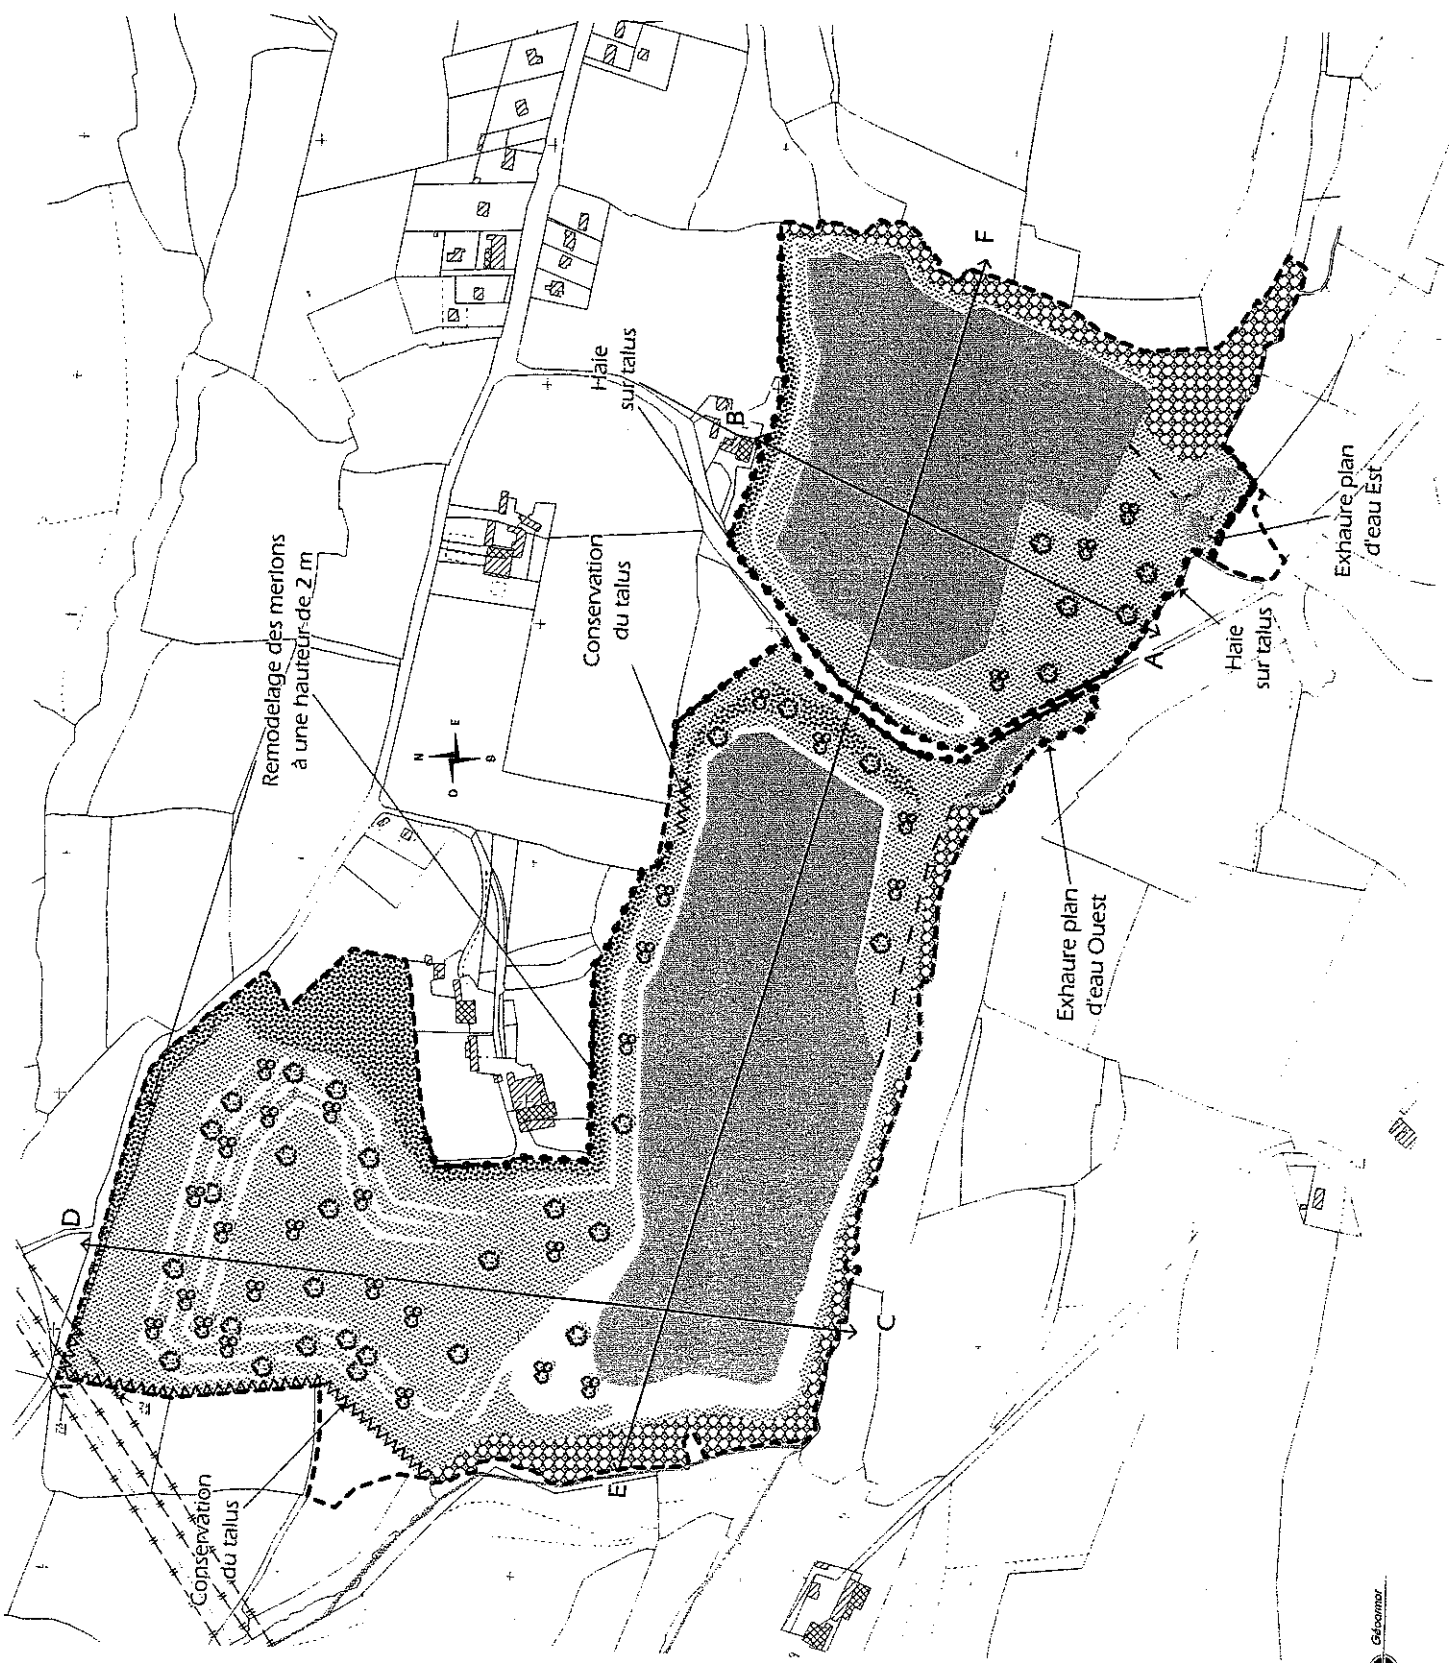 Remodelage des merlons
à une hauteur de 2 m
Haie
sur talus
Conservation
du talus
Conservation
du talus
Haie
sur talus
Exhaure plan
d'eau Est
Exhaure plan
d'eau Ouest
N
E
S
O
A
B
C
D
E
F
Géoarmor